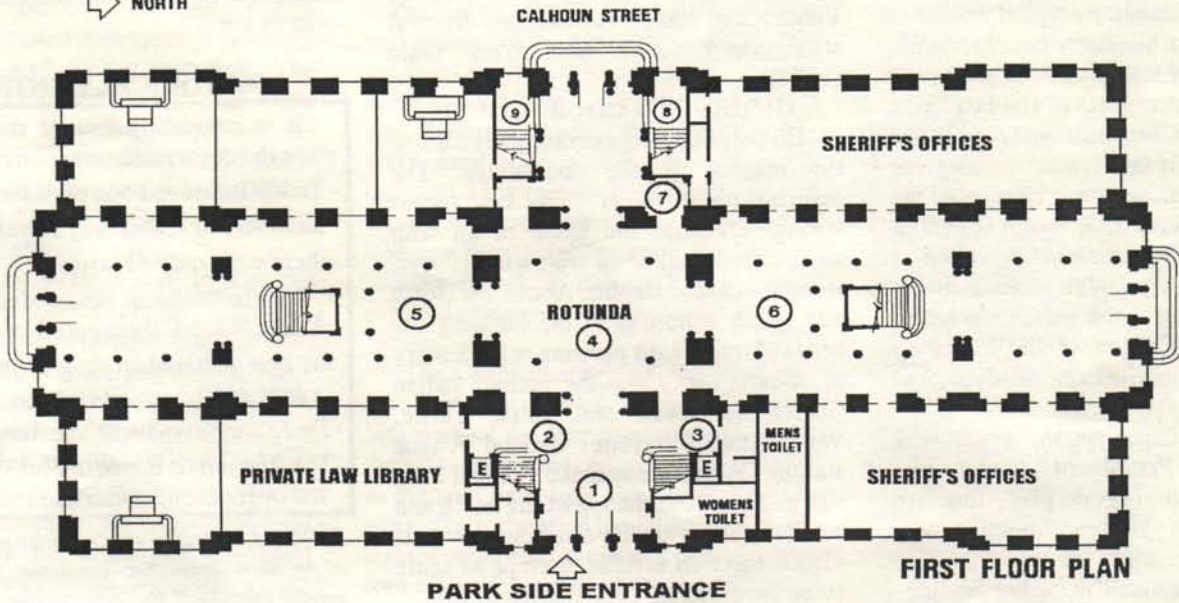 NORTH
CALHOUN STREET
9
8
SHERIFF'S OFFICES
7
5
ROTUNDA
4
6
2
3
E
E
MENS
TOILET
PRIVATE LAW LIBRARY
1
WOMENS
TOILET
SHERIFF'S OFFICES
FIRST FLOOR PLAN
PARK SIDE ENTRANCE